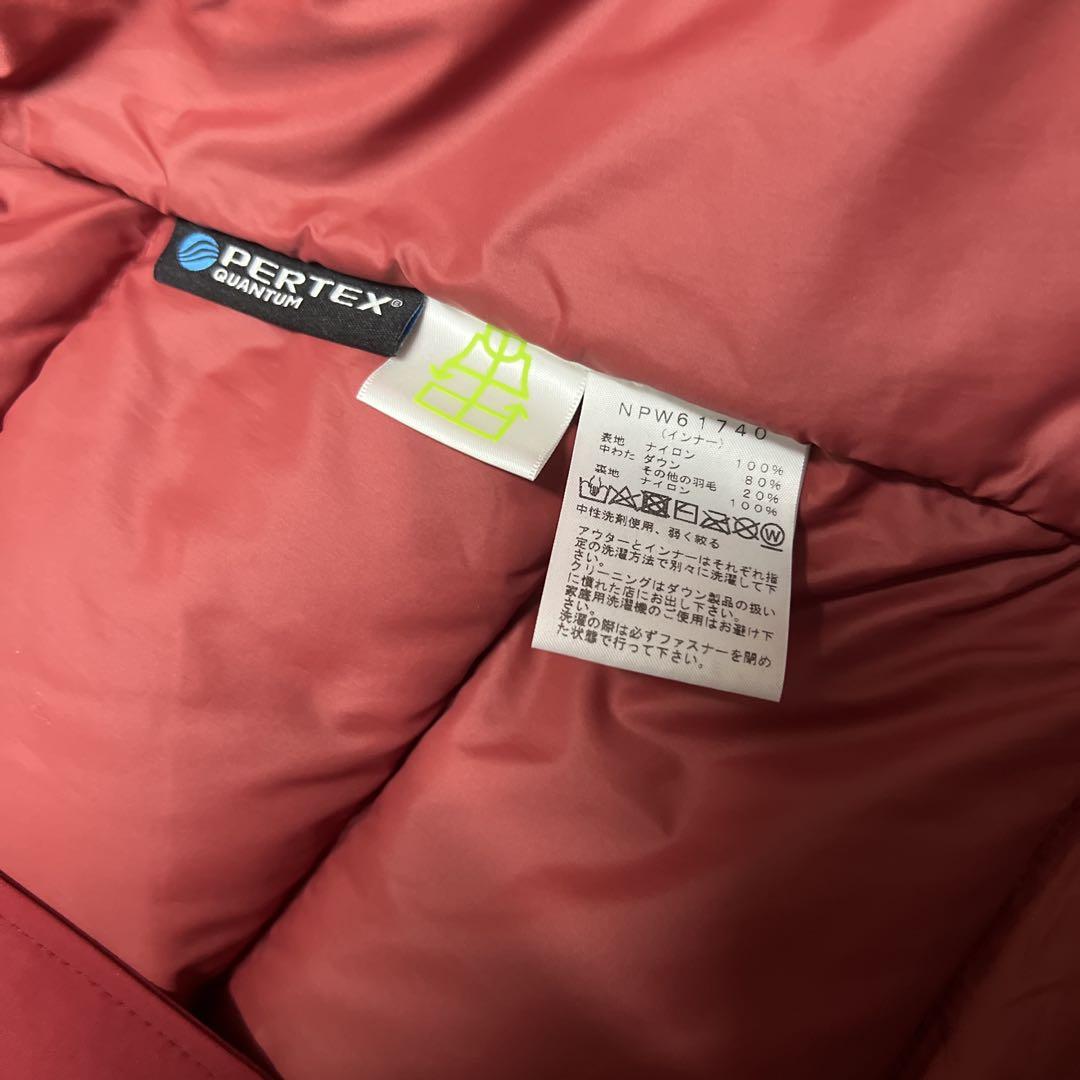 PERTEX®
QUANTUM
NPW61740
(インナー)
表地 ナイロン 100%
中わた ダウン 80%
その他の羽毛 20%
裏地 ナイロン 100%
W
中性洗剤使用、弱く絞る
アウターとインナーはそれぞれ指
定の洗濯方法で別々に洗濯して下
さい。
クリーニングはダウン製品の扱い
に慣れた店にお出し下さい。
家庭用洗濯機のご使用はお避け下
さい。
洗濯の際は必ずファスナーを閉め
た状態で行って下さい。